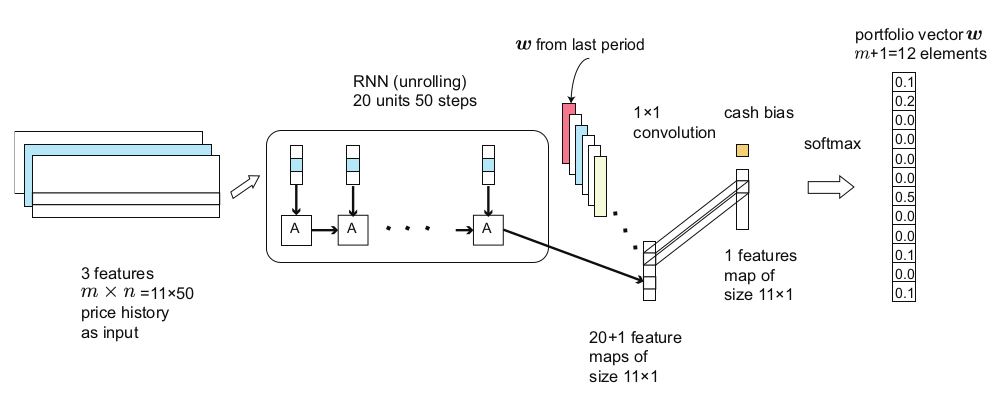 portfolio vector w
m+1=12 elements
w from last period
RNN (unrolling)
20 units 50 steps
1×1
convolution
cash bias
softmax
0.1
0.2
0.0
0.0
0.0
0.0
0.5
0.0
0.0
0.1
0.0
0.1
A
A
A
3 features
m × n =11×50
price history
as input
1 features
map of
size 11×1
20+1 feature
maps of
size 11×1